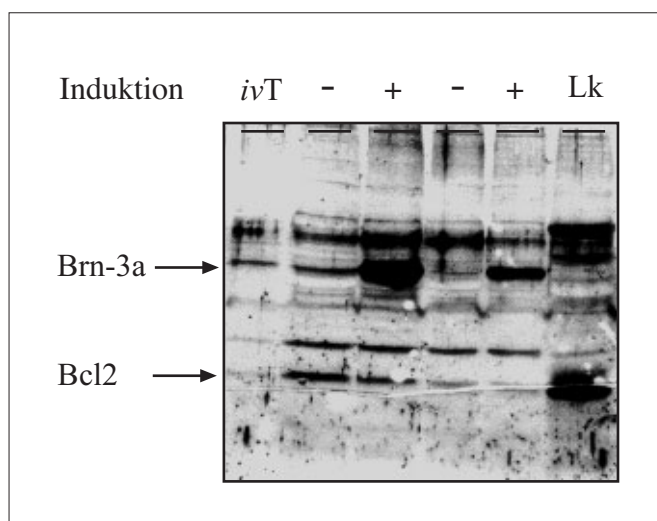 Induktion ivT - + - + Lk
Brn-3a
Bcl2